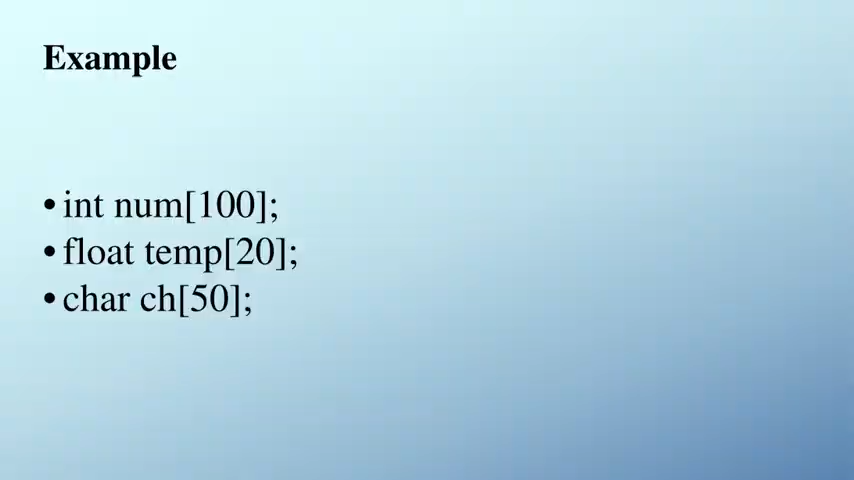 Example
• int num[100];
• float temp[20];
• char ch[50];